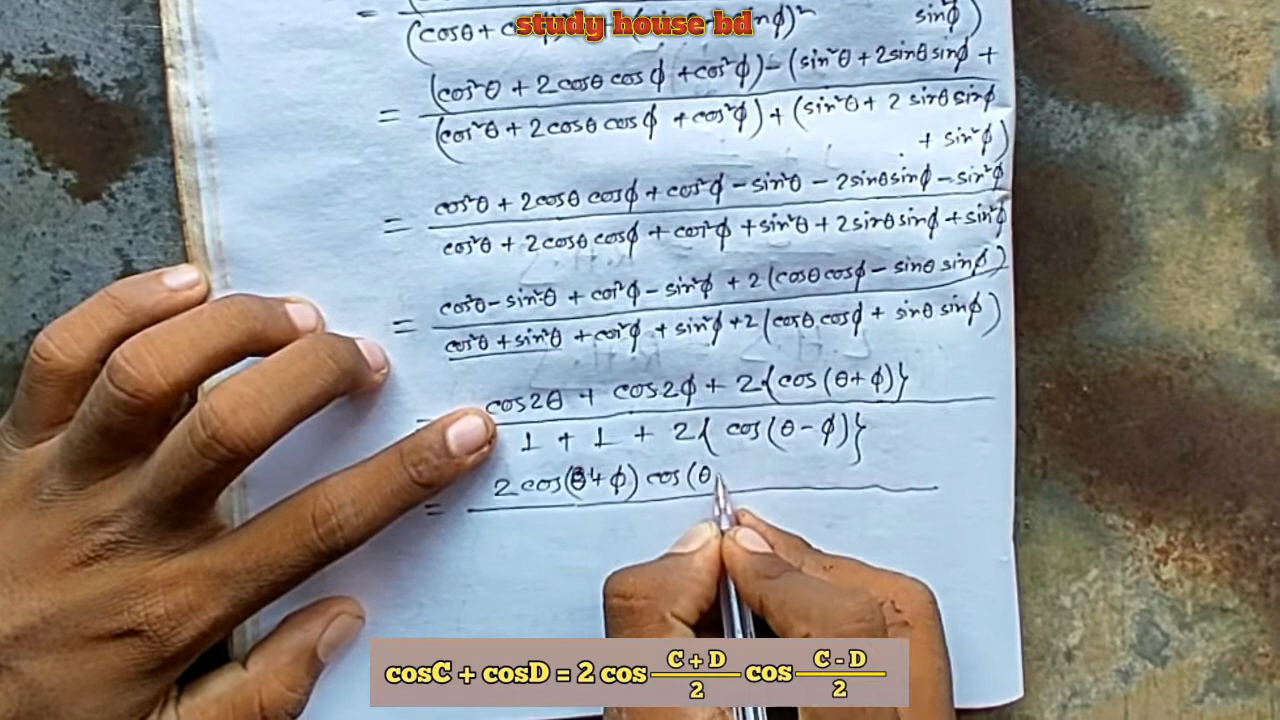 study house bd
= (cosθ + c (sinθ sinφ)² sinφ)
= (cos²θ + 2cosθ cosφ + cos²φ) - (sin²θ + 2sinθ sinφ +
(cos²θ + 2cosθ cosφ + cos²φ) + (sin²θ + 2 sinθ sinφ
+ sin²φ)
= cos²θ + 2cosθ cosφ + cos²φ - sin²θ - 2sinθ sinφ - sin²φ
cos²θ + 2cosθ cosφ + cos²φ + sin²θ + 2sinθ sinφ + sin²φ
= cos²θ - sin²θ + cos²φ - sin²φ + 2(cosθ cosφ - sinθ sinφ)
cos²θ + sin²θ + cos²φ + sin²φ + 2(cosθ cosφ + sinθ sinφ)
= cos2θ + cos2φ + 2{cos(θ+φ)}
1 + 1 + 2{cos(θ-φ)}
= 2cos(θ+φ) cos(θ
cosC + cosD = 2 cos C + D / 2 cos C - D / 2